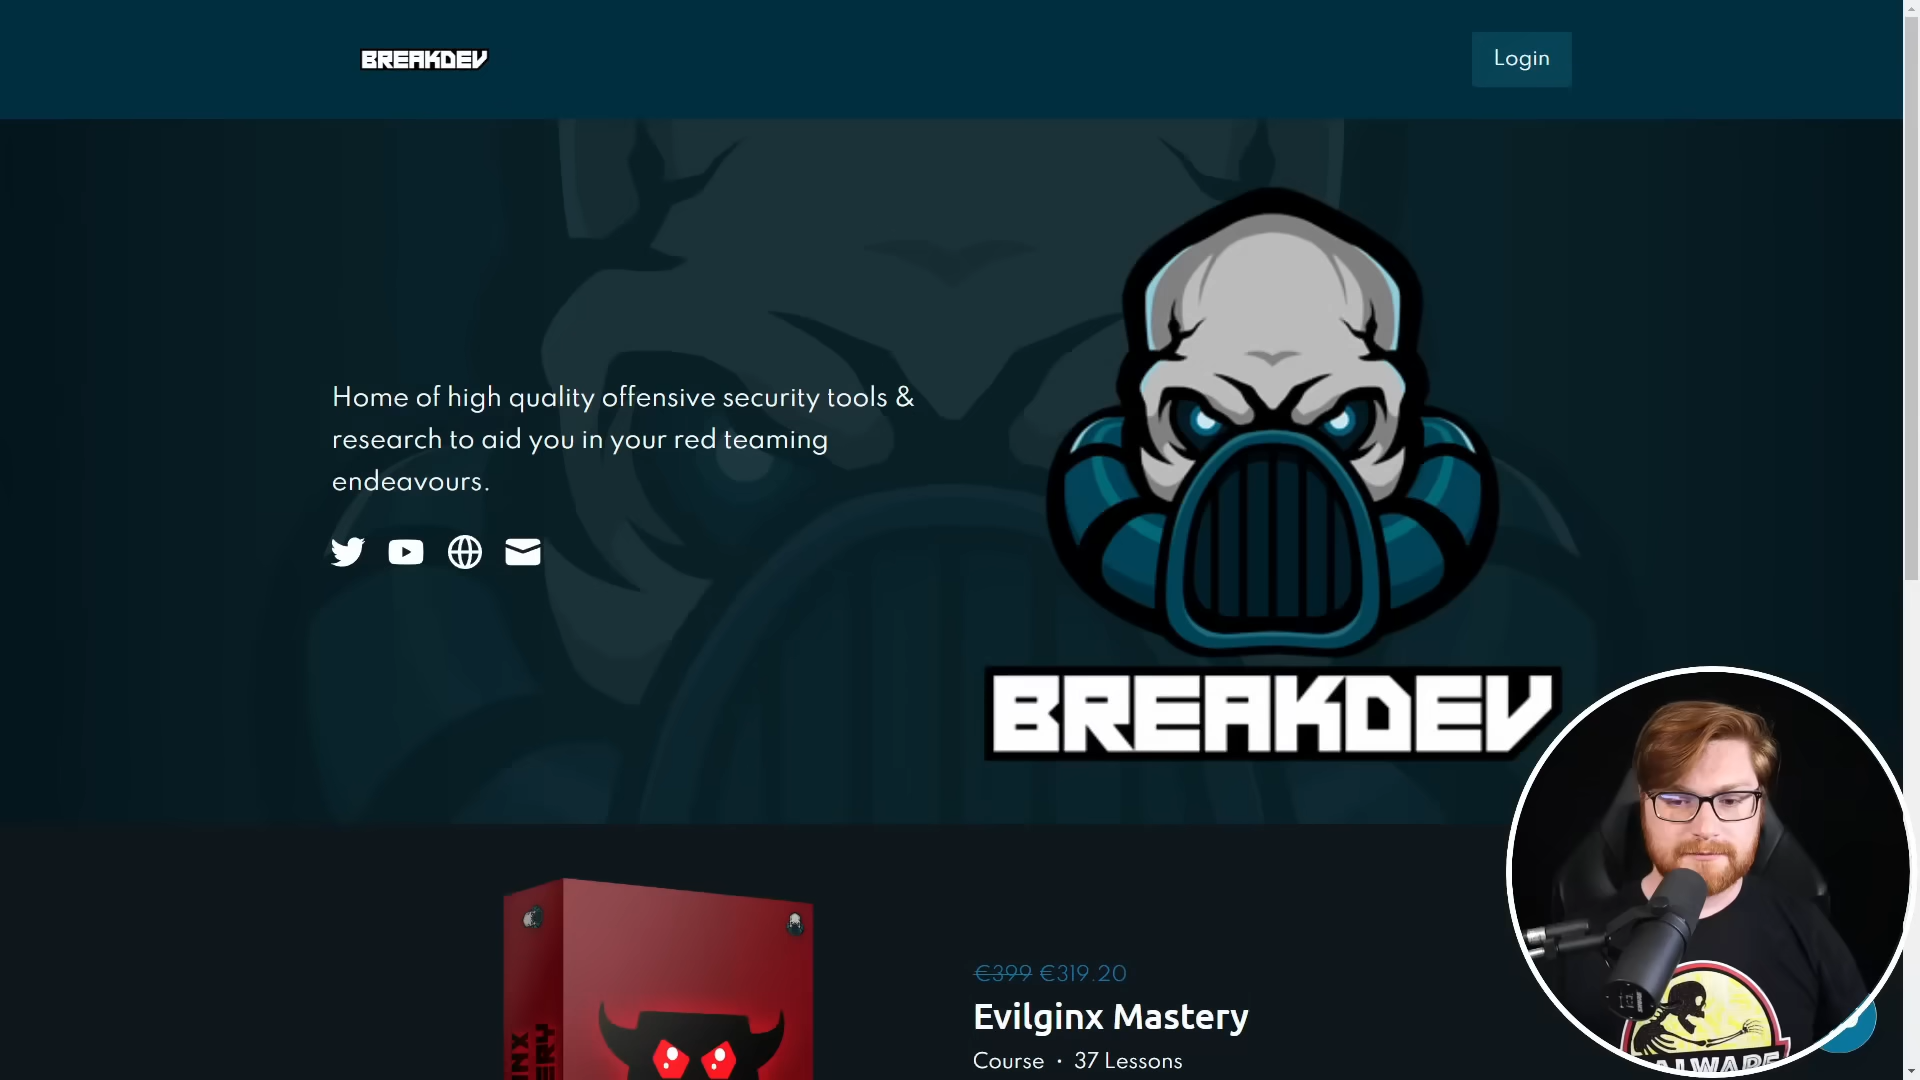 BREAKDEV
Login
Home of high quality offensive security tools &
research to aid you in your red teaming
endeavours.
BREAKDEV
€399 €319.20
Evilginx Mastery
Course · 37 Lessons